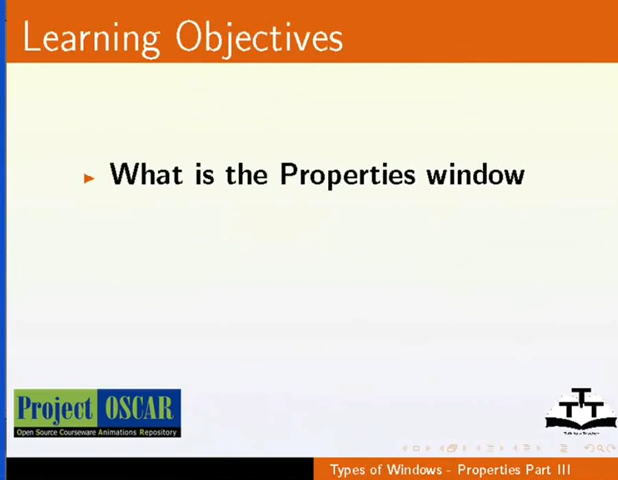 Learning Objectives
What is the Properties window
Project OSCAR
Open Source Courseware Animations Repository
TTT
Types of Windows - Properties Part III